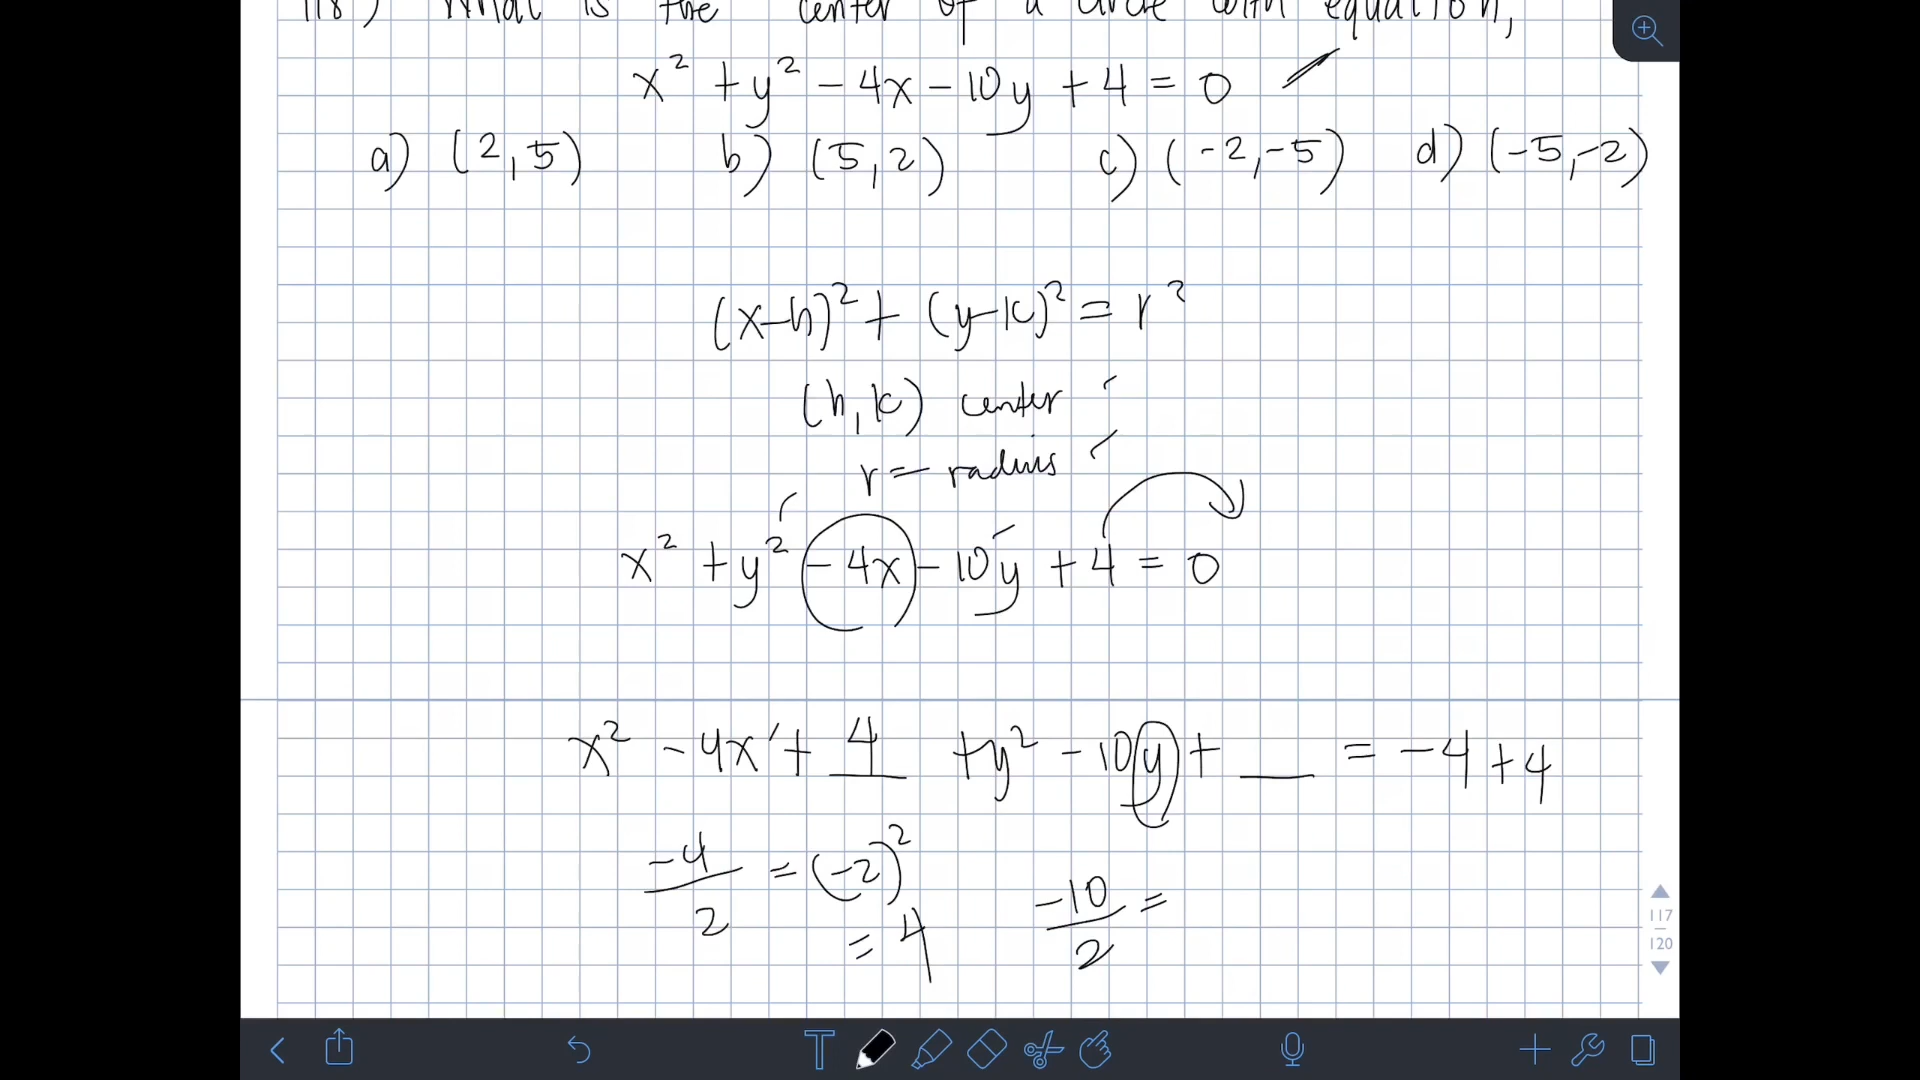 118) What is the center of a circle with equation,
x² + y² - 4x - 10y + 4 = 0
a) (2,5) b) (5,2) c) (-2,-5) d) (-5,-2)
(x-h)² + (y-k)² = r²
(h,k) center
r = radius
x² + y² - 4x - 10y + 4 = 0
x² - 4x + 4 + y² - 10y + ___ = -4 + 4
-4/2 = (-2)² -10/2 =
= 4
117
120
T